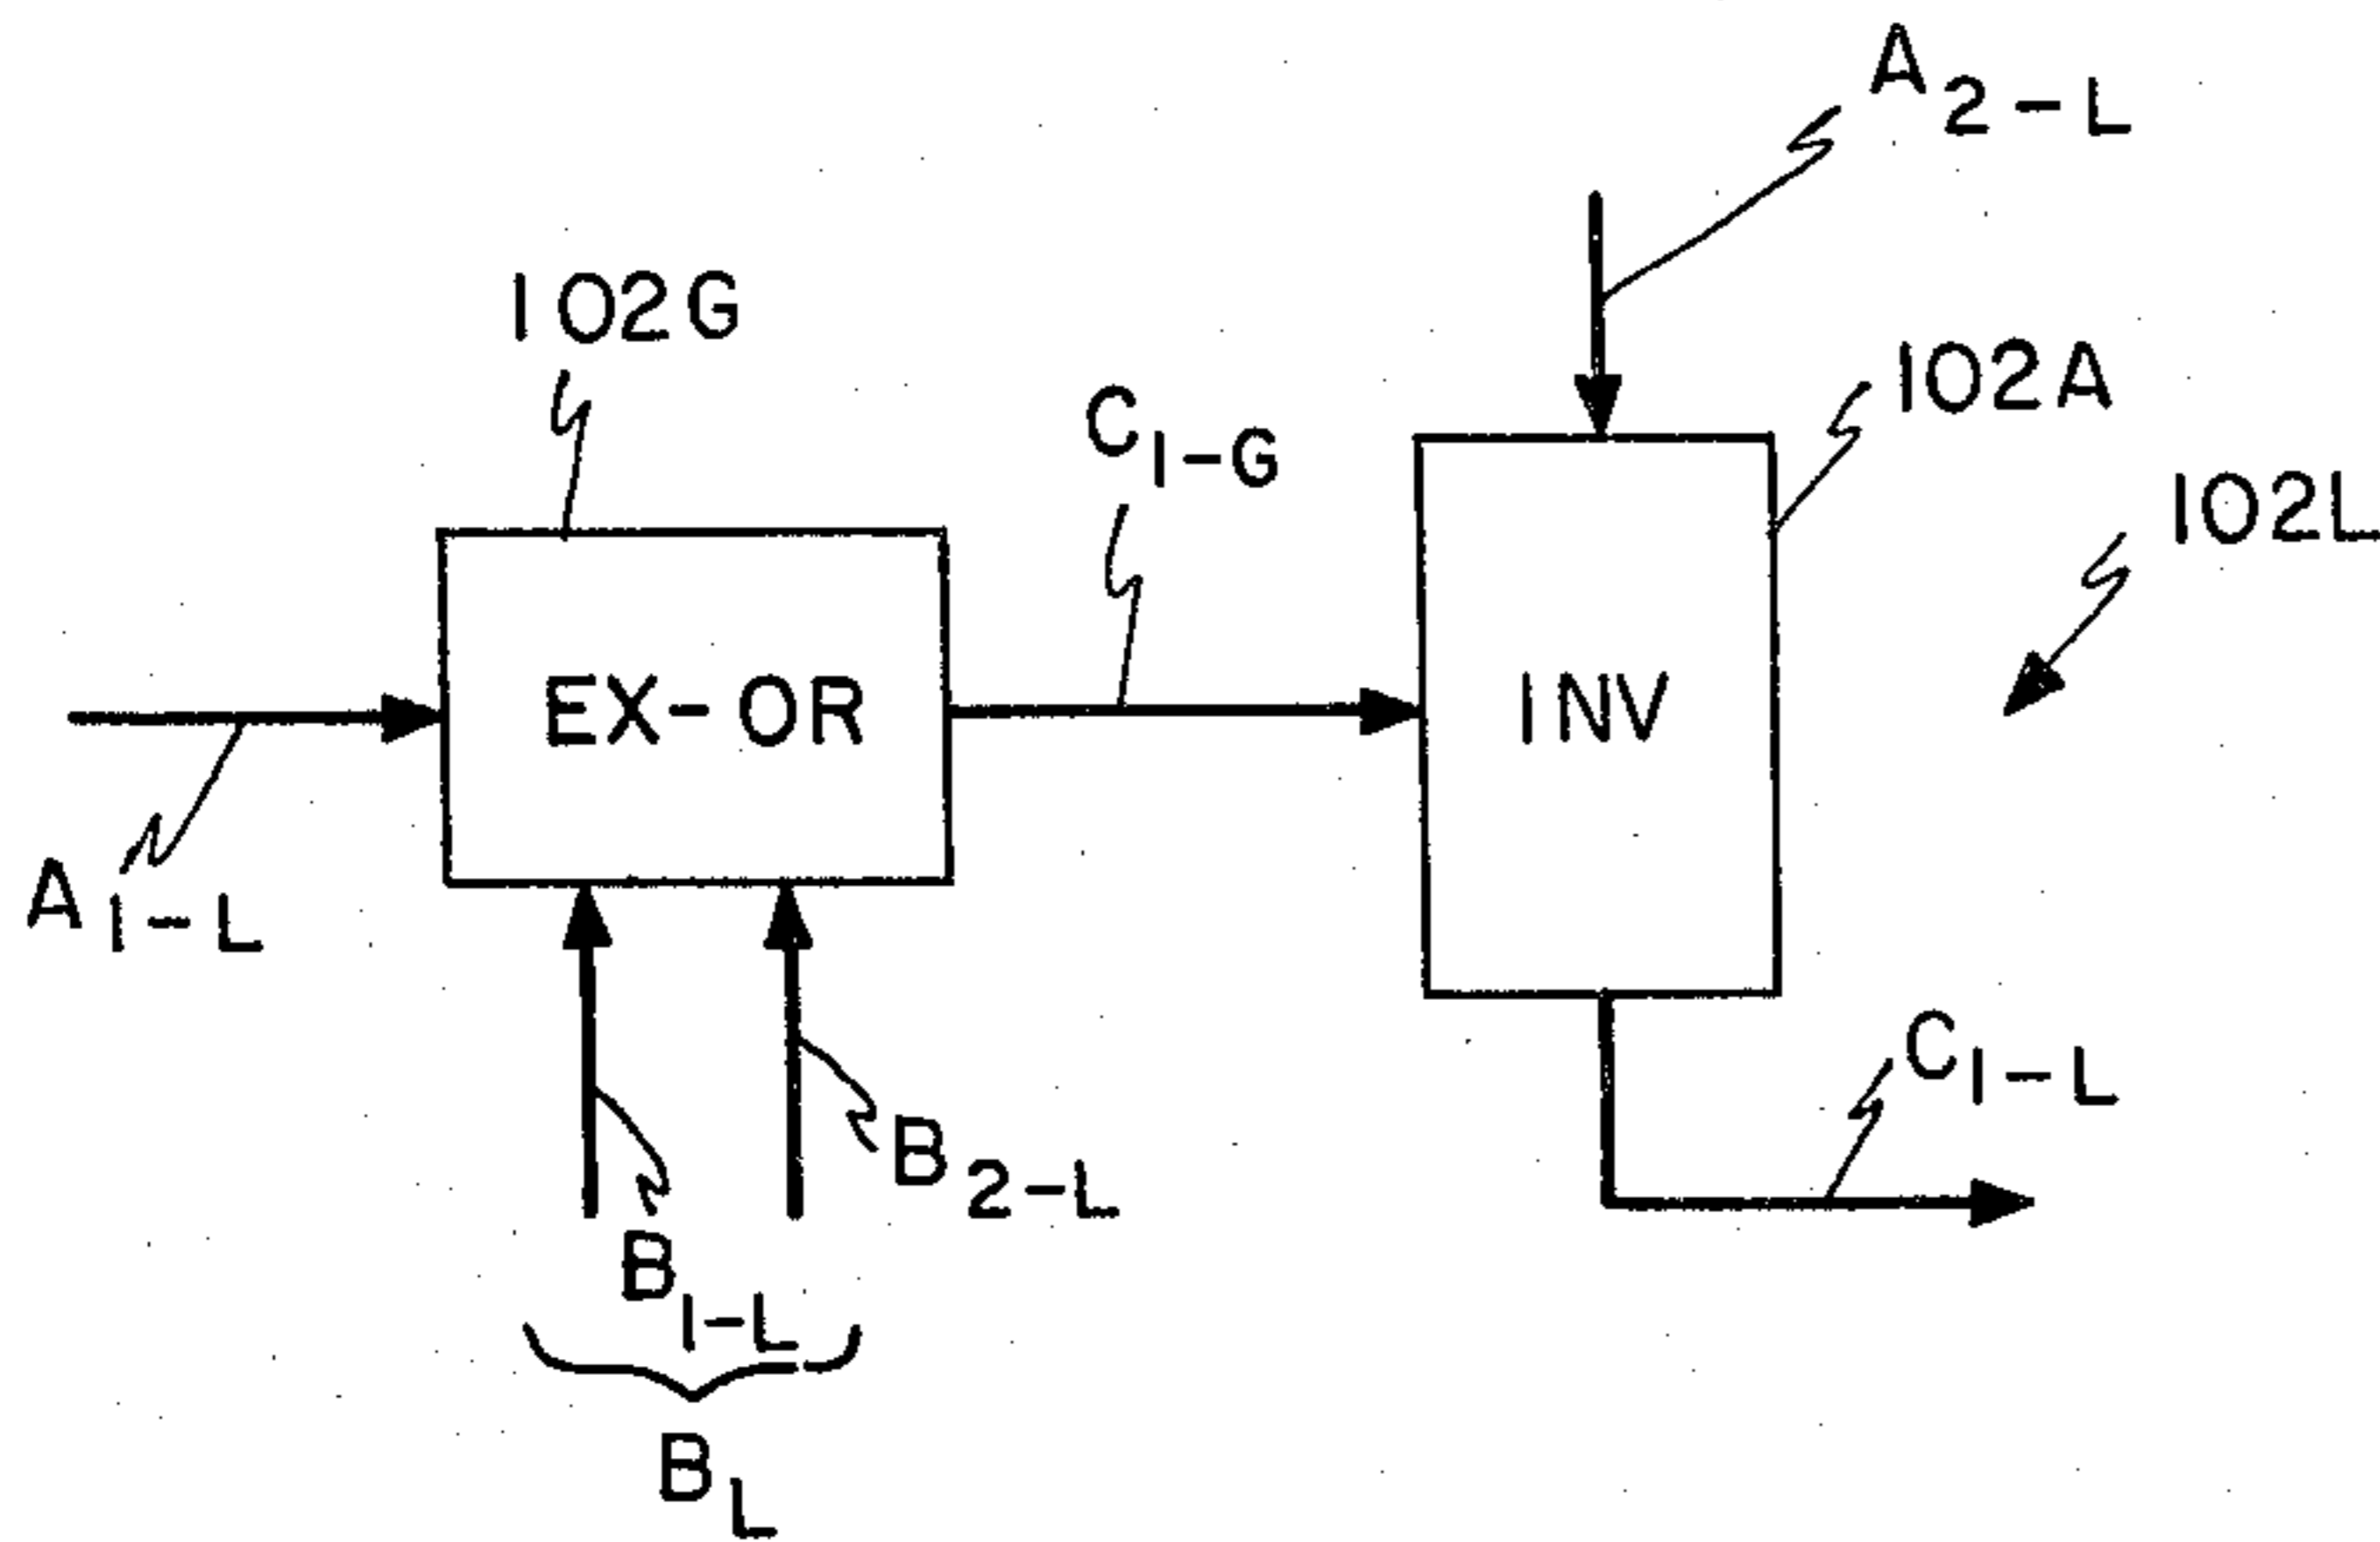 A2-L
102G
102A
C1-G
102L
EX-OR
INV
A1-L
C1-L
B2-L
B1-L
BL